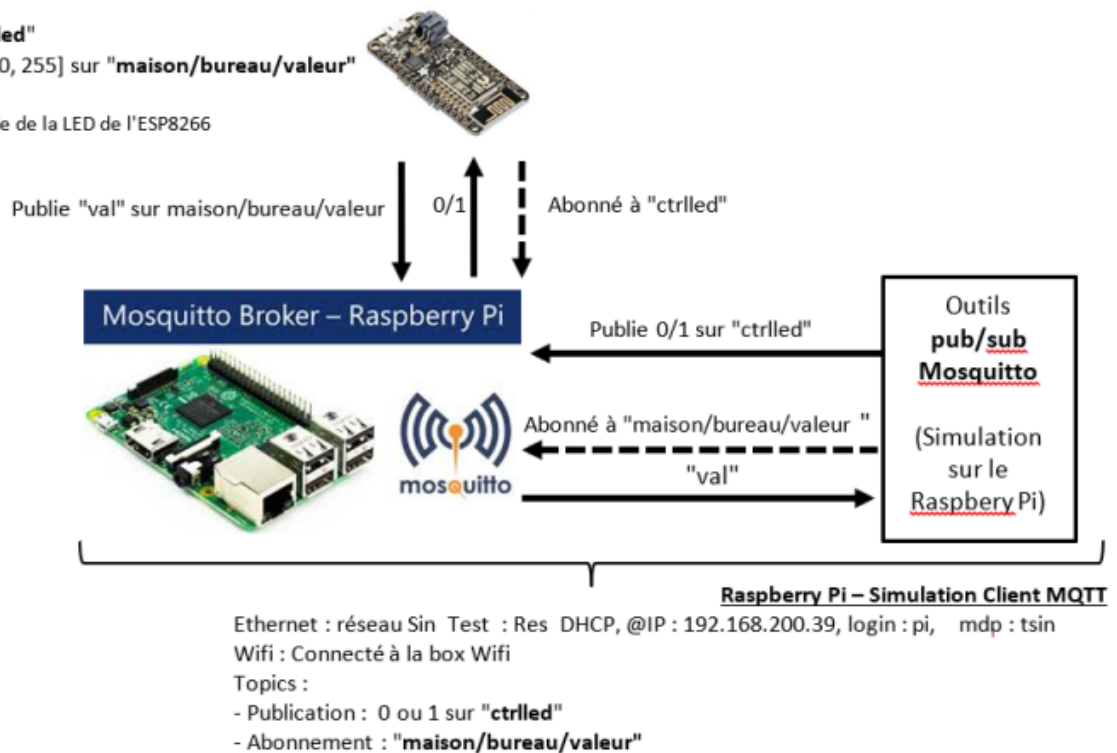 led"
0, 255] sur "maison/bureau/valeur"
e de la LED de l'ESP8266
Publie "val" sur maison/bureau/valeur
0/1
Abonné à "ctrlled"
Mosquitto Broker – Raspberry Pi
Publie 0/1 sur "ctrlled"
Abonné à "maison/bureau/valeur "
"val"
mosquitto
Outils
pub/sub
Mosquitto
(Simulation
sur le
Raspbery Pi)
Raspberry Pi – Simulation Client MQTT
Ethernet : réseau Sin Test : Res DHCP, @IP : 192.168.200.39, login : pi, mdp : tsin
Wifi : Connecté à la box Wifi
Topics :
- Publication : 0 ou 1 sur "ctrlled"
- Abonnement : "maison/bureau/valeur"